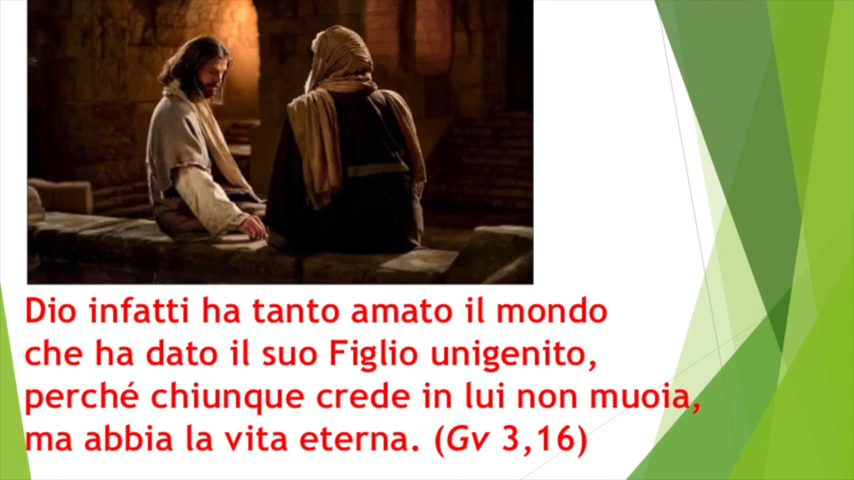 Dio infatti ha tanto amato il mondo
che ha dato il suo Figlio unigenito,
perché chiunque crede in lui non muoia,
ma abbia la vita eterna. (Gv 3,16)